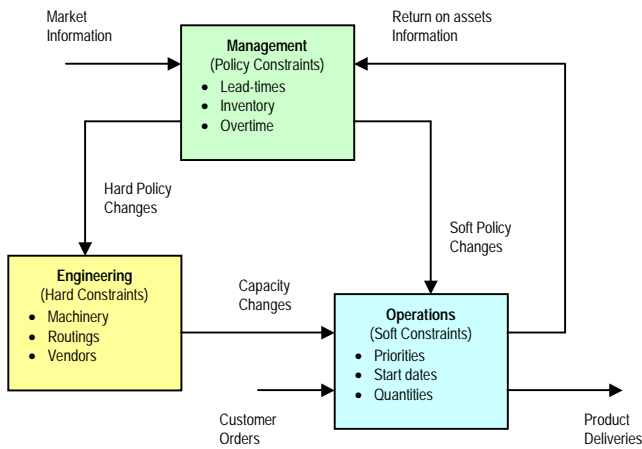 Market
Information
Return on assets
Information
Management
(Policy Constraints)
• Lead-times
• Inventory
• Overtime
Hard Policy
Changes
Soft Policy
Changes
Engineering
(Hard Constraints)
• Machinery
• Routings
• Vendors
Capacity
Changes
Operations
(Soft Constraints)
• Priorities
• Start dates
• Quantities
Customer
Orders
Product
Deliveries